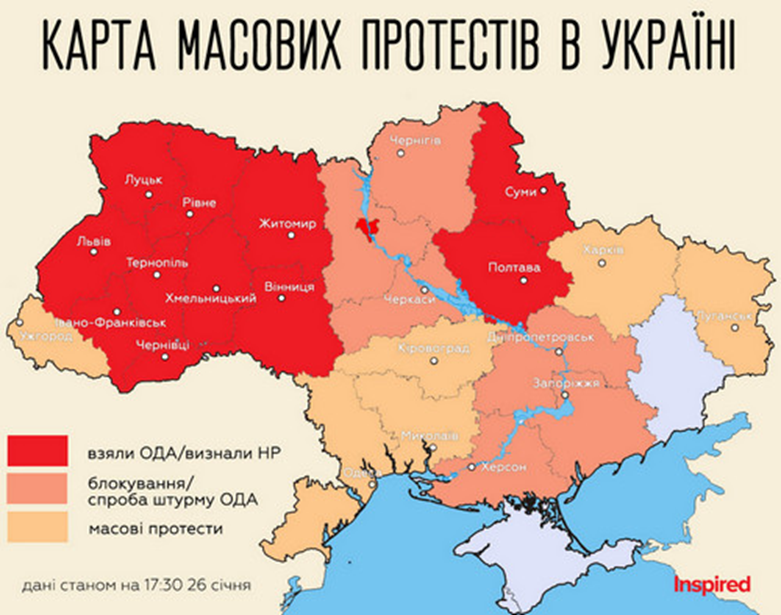 КАРТА МАСОВИХ ПРОТЕСТІВ В УКРАЇНІ
Чернігів
Луцьк
Рівне
Суми
Житомир
Львів
Харків
Тернопіль
Полтава
Вінниця
Хмельницький
Черкаси
Івано-Франківськ
Луганськ
Ужгород
Дніпропетровськ
Чернівці
Кіровоград
Запоріжжя
Миколаїв
Херсон
Одеса
взяли ОДА/визнали НР
блокування/
спроба штурму ОДА
масові протести
дані станом на 17:30 26 січня
Inspired